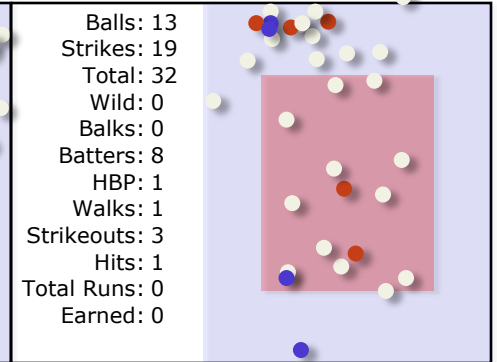 Balls: 13
Strikes: 19
Total: 32
Wild: 0
Balks: 0
Batters: 8
HBP: 1
Walks: 1
Strikeouts: 3
Hits: 1
Total Runs: 0
Earned: 0